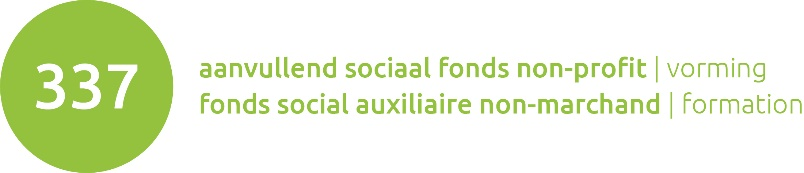 337
aanvullend sociaal fonds non-profit | vorming
fonds social auxiliaire non-marchand | formation